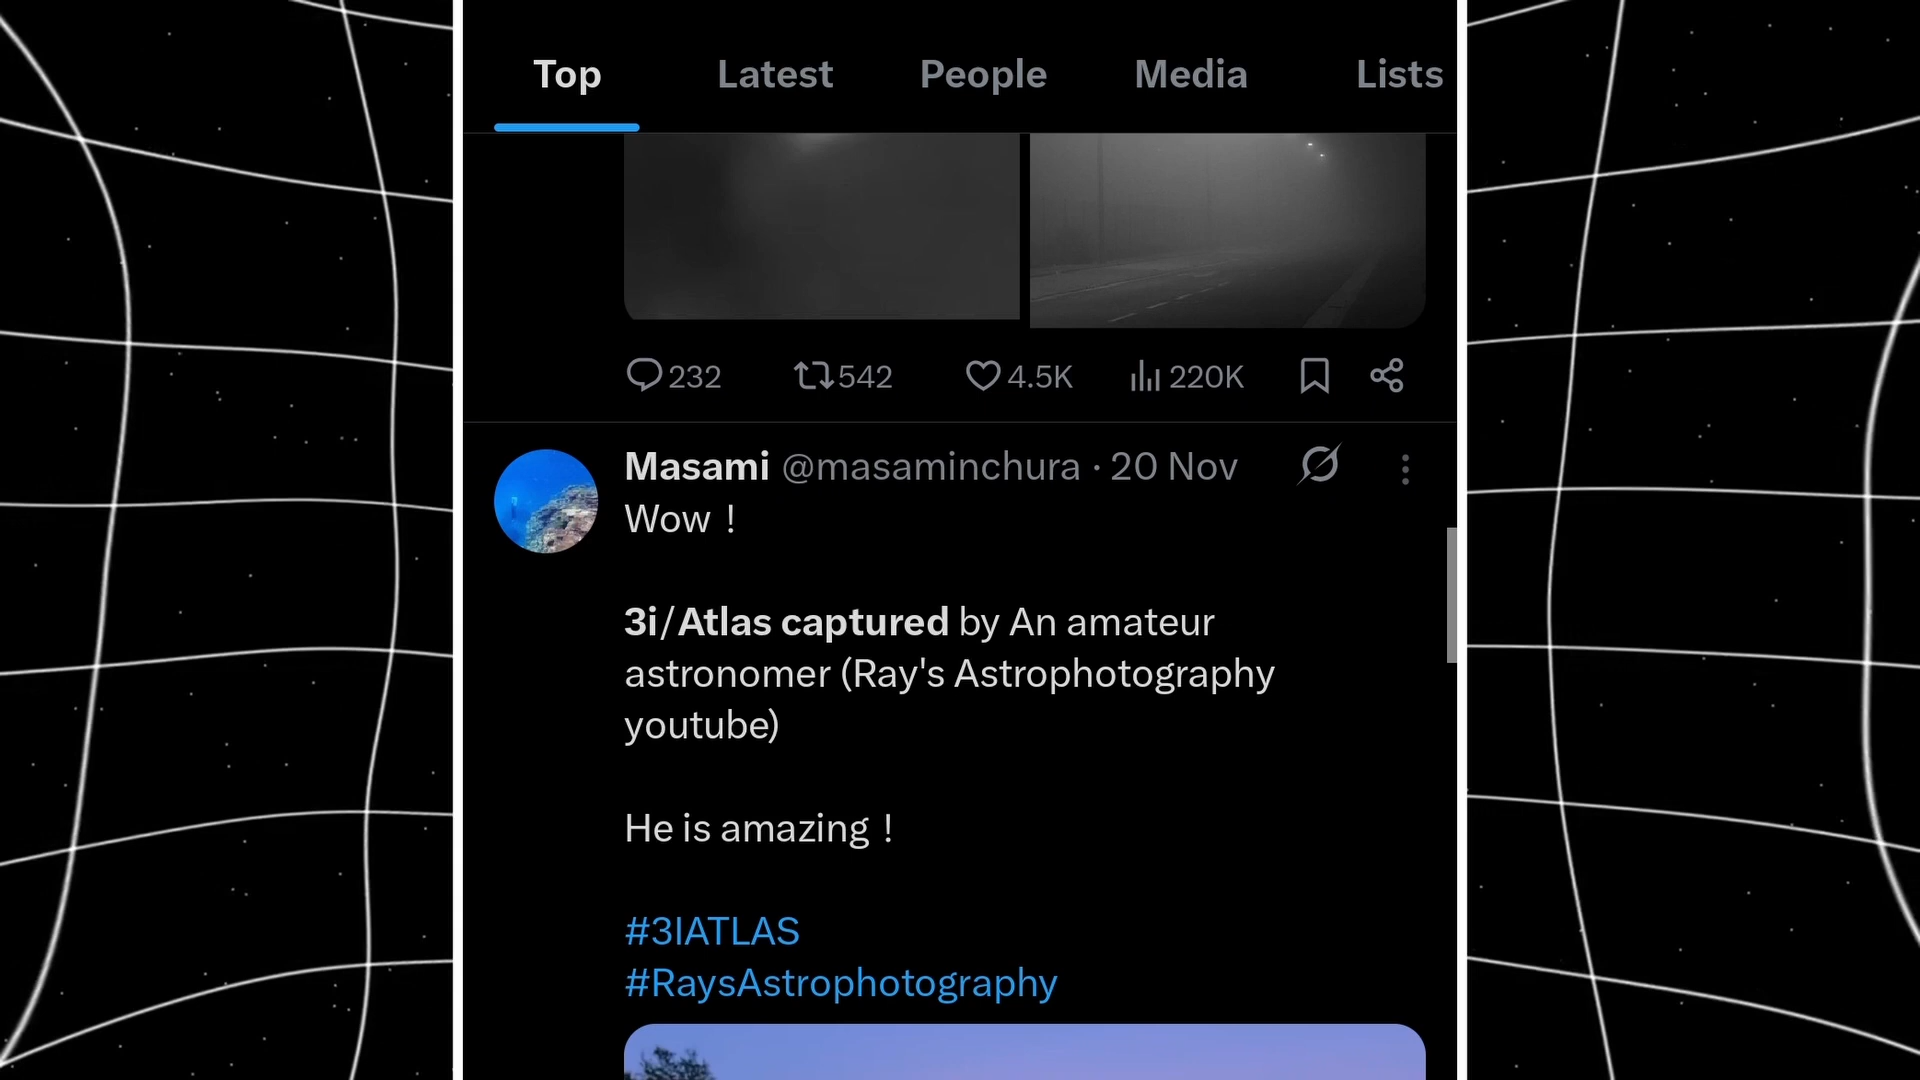 Top Latest People Media Lists
232 542 4.5K 220K
Masami @masaminchura · 20 Nov
Wow !
3i/Atlas captured by An amateur
astronomer (Ray's Astrophotography
youtube)
He is amazing !
#3IATLAS
#RaysAstrophotography